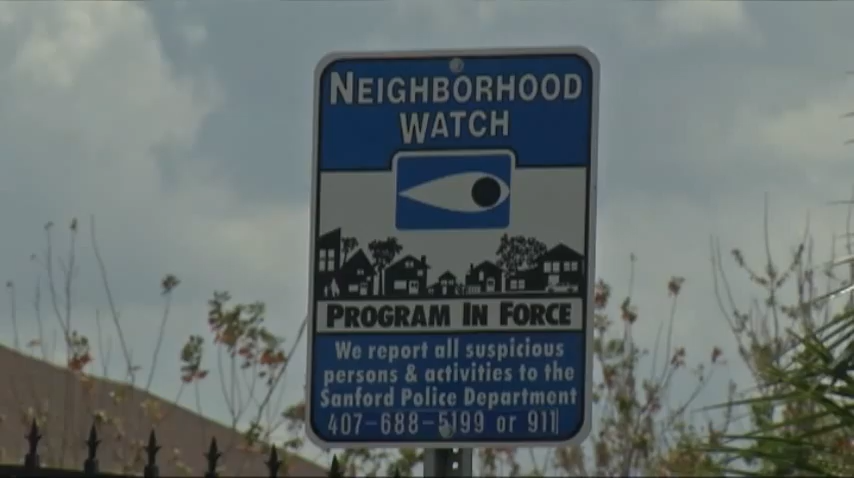 NEIGHBORHOOD
WATCH
PROGRAM IN FORCE
We report all suspicious
persons & activities to the
Sanford Police Department
407-688-5199 or 911